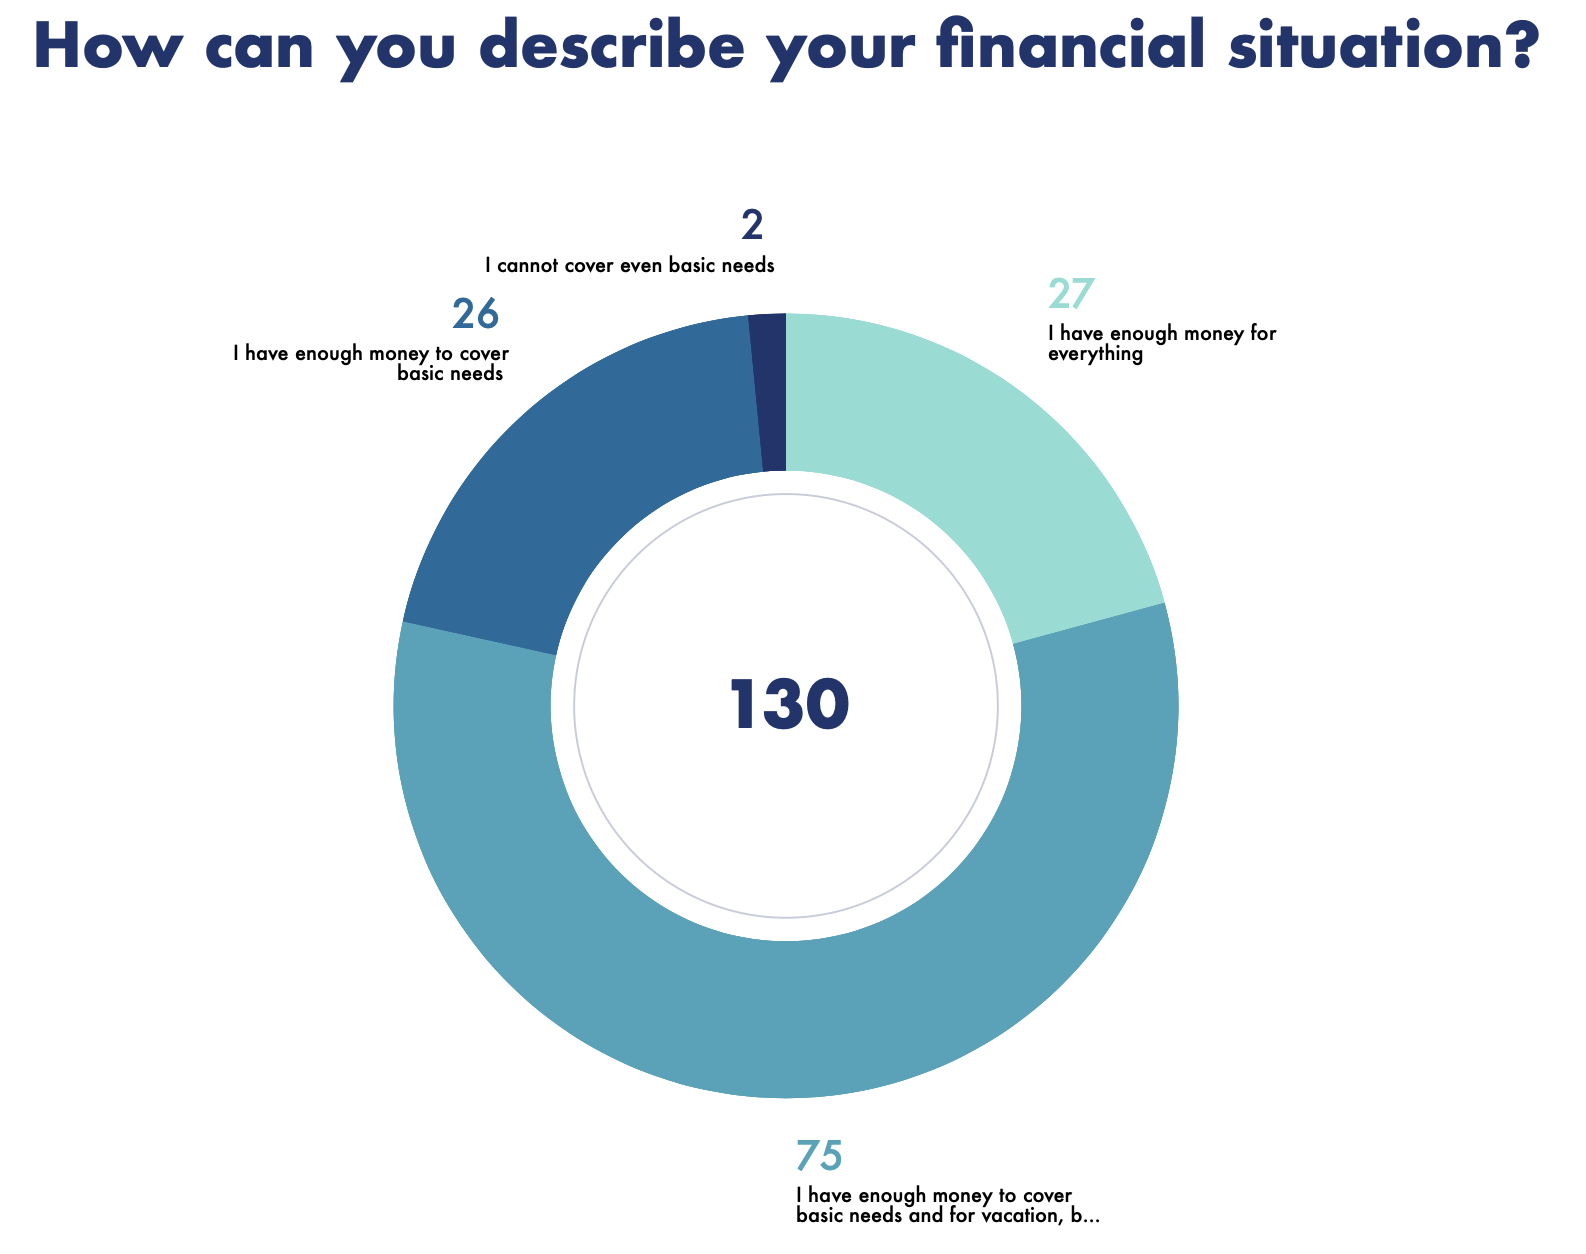 How can you describe your financial situation?
2
I cannot cover even basic needs
27
I have enough money for
everything
26
I have enough money to cover
basic needs
130
75
I have enough money to cover
basic needs and for vacation, b...